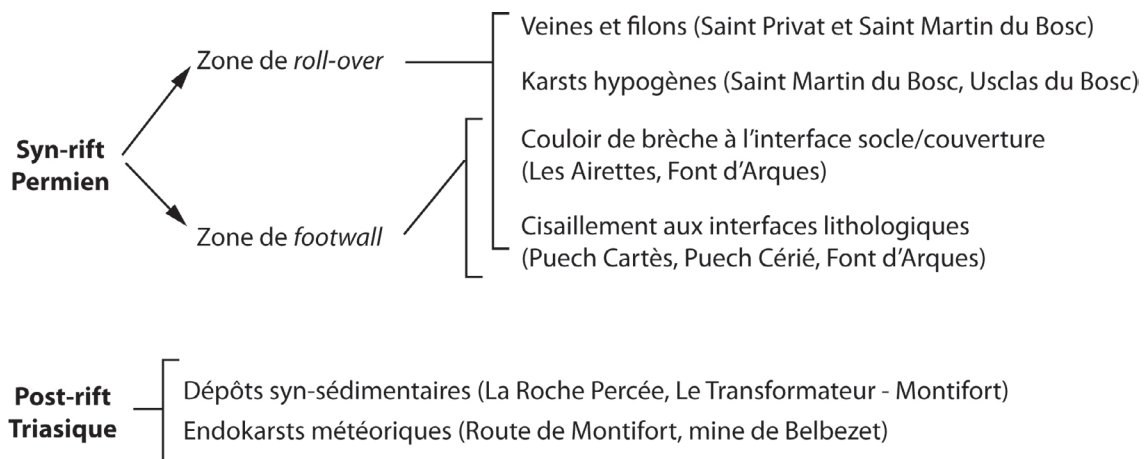 Syn-rift
Permien
Zone de roll-over
Zone de footwall
Veines et filons (Saint Privat et Saint Martin du Bosc)
Karsts hypogènes (Saint Martin du Bosc, Usclas du Bosc)
Couloir de brèche à l'interface socle/couverture
(Les Airettes, Font d'Arques)
Cisaillement aux interfaces lithologiques
(Puech Cartès, Puech Cérié, Font d'Arques)
Post-rift
Triasique
Dépôts syn-sédimentaires (La Roche Percée, Le Transformateur - Montifort)
Endokarsts météoriques (Route de Montifort, mine de Belbezet)